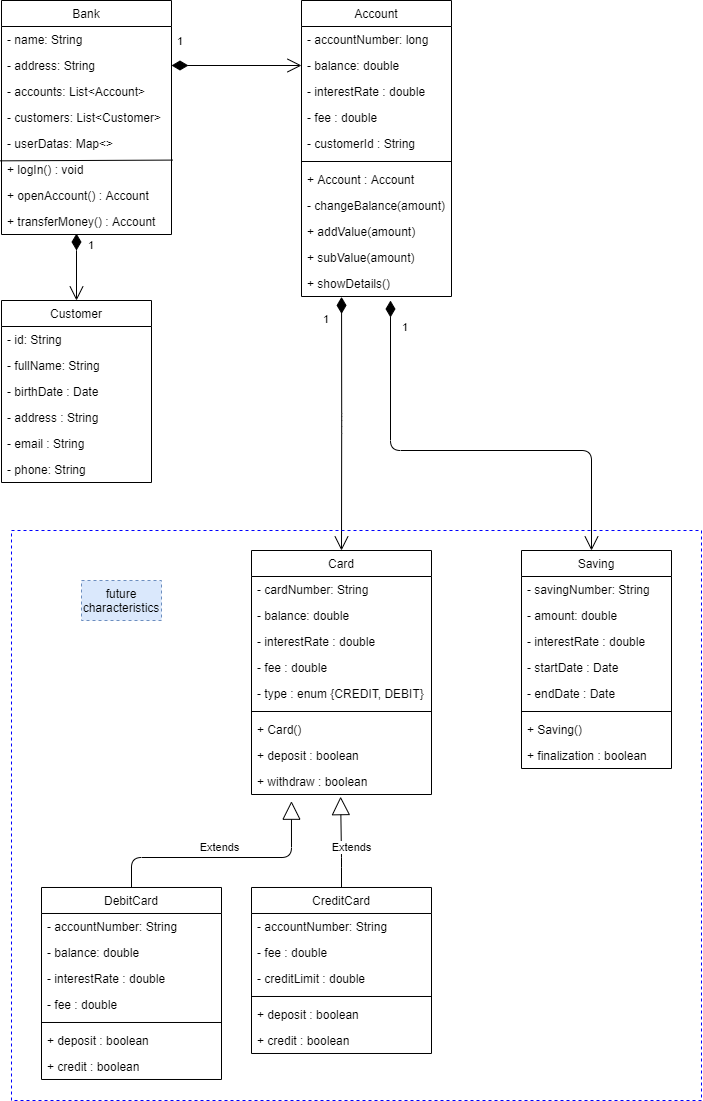 Bank
- name: String
- address: String
- accounts: List<Account>
- customers: List<Customer>
- userDatas: Map<>
+ logIn() : void
+ openAccount() : Account
+ transferMoney() : Account
1
1
Account
- accountNumber: long
- balance: double
- interestRate : double
- fee : double
- customerId : String
+ Account : Account
- changeBalance(amount)
+ addValue(amount)
+ subValue(amount)
+ showDetails()
1
1
Customer
- id: String
- fullName: String
- birthDate : Date
- address : String
- email : String
- phone: String
future
characteristics
Card
- cardNumber: String
- balance: double
- interestRate : double
- fee : double
- type : enum {CREDIT, DEBIT}
+ Card()
+ deposit : boolean
+ withdraw : boolean
Saving
- savingNumber: String
- amount: double
- interestRate : double
- startDate : Date
- endDate : Date
+ Saving()
+ finalization : boolean
Extends
Extends
DebitCard
- accountNumber: String
- balance: double
- interestRate : double
- fee : double
+ deposit : boolean
+ credit : boolean
CreditCard
- accountNumber: String
- fee : double
- creditLimit : double
+ deposit : boolean
+ credit : boolean